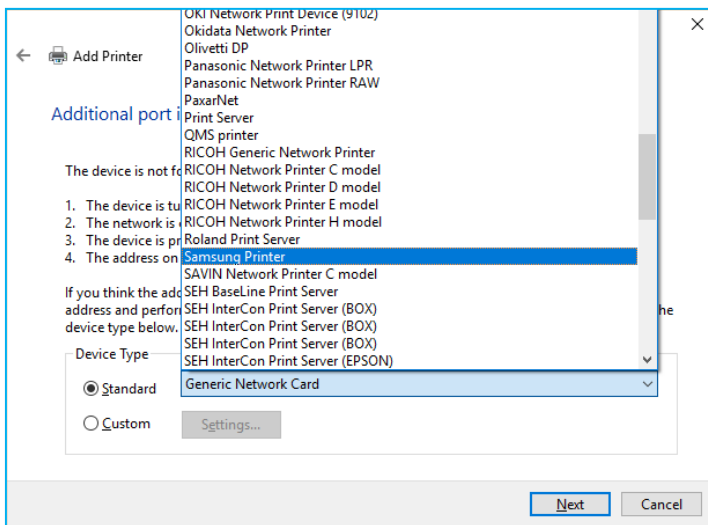 OKI Network Print Device (9102)
Okidata Network Printer
Olivetti DP
Panasonic Network Printer LPR
Panasonic Network Printer RAW
PaxarNet
Print Server
QMS printer
RICOH Generic Network Printer
RICOH Network Printer C model
RICOH Network Printer D model
RICOH Network Printer E model
RICOH Network Printer H model
Roland Print Server
Samsung Printer
SAVIN Network Printer C model
SEH BaseLine Print Server
SEH InterCon Print Server (BOX)
SEH InterCon Print Server (BOX)
SEH InterCon Print Server (BOX)
SEH InterCon Print Server (EPSON)
Add Printer
Additional port i
The device is not f
1. The device is tu
2. The network is
3. The device is pr
4. The address on
If you think the add
address and perfor he
device type below.
Device Type
Standard
Generic Network Card
Custom
Settings...
Next
Cancel